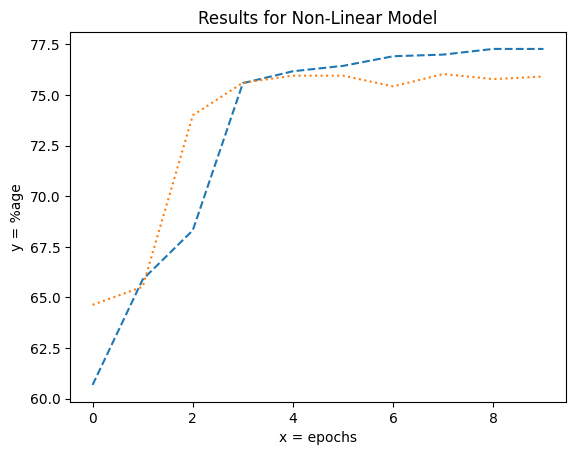 Results for Non-Linear Model
77.5
75.0
72.5
70.0
67.5
65.0
62.5
60.0
y = %age
0 2 4 6 8
x = epochs